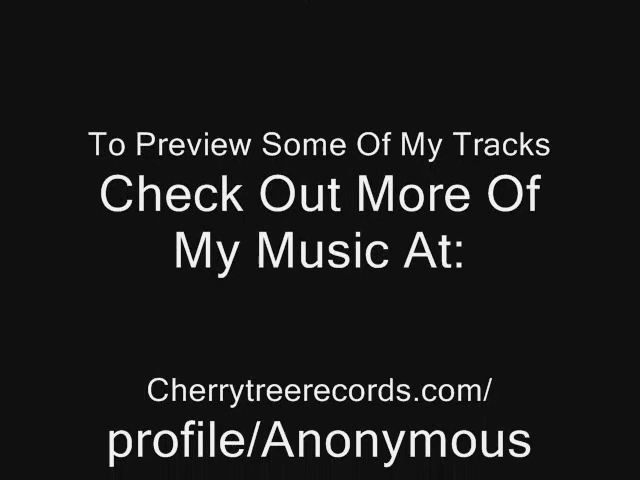 To Preview Some Of My Tracks
Check Out More Of
My Music At:
Cherrytreerecords.com/
profile/Anonymous